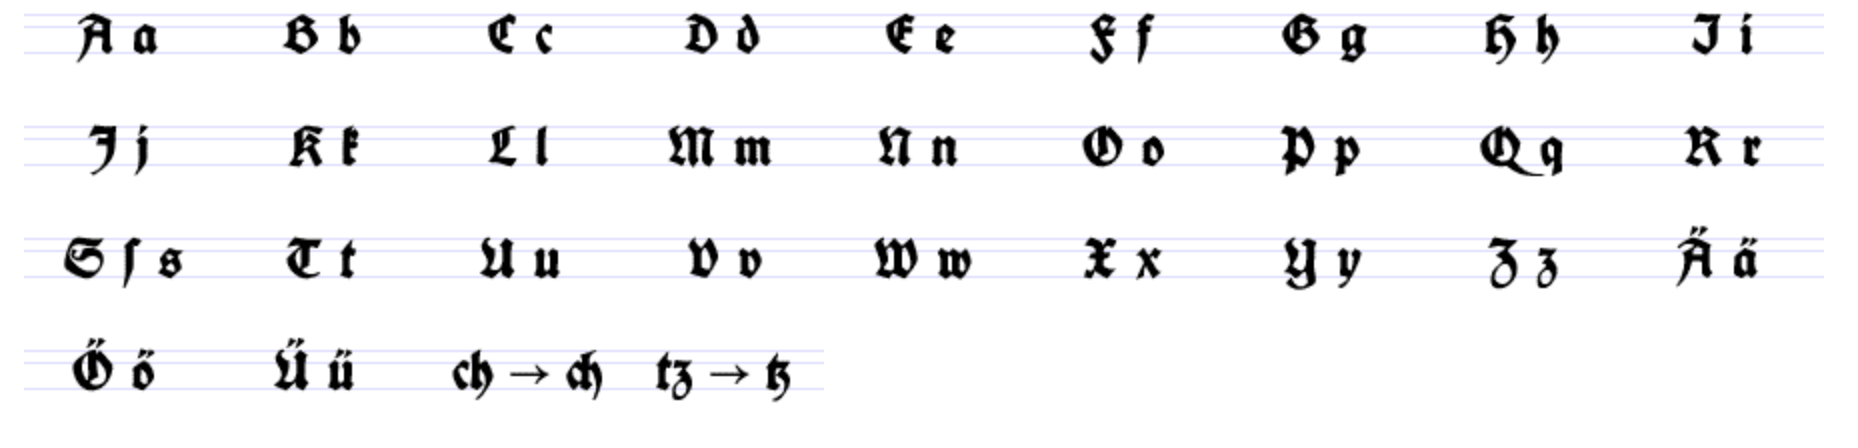 A a B b C c D d E e F f G g H h I i
J j K k L l M m N n O o P p Q q R r
S ſ s T t U u V v W w X x Y y Z z Ä ä
Ö ö Ü ü ch → ch tz → tz